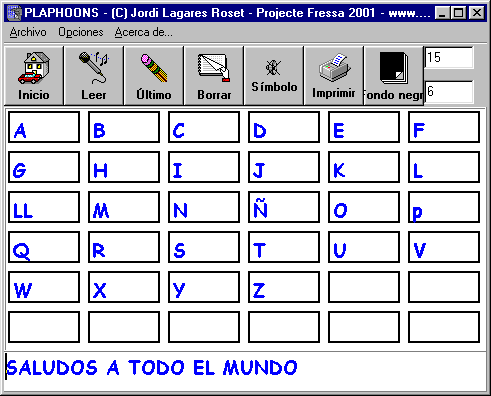 PLAPHOONS - (C) Jordi Lagares Roset - Projecte Fressa 2001 - www....
Archivo Opciones Acerca de...
Inicio Leer Último Borrar Símbolo Imprimir Fondo negr 15
6
A B C D E F
G H I J K L
LL M N Ñ O p
Q R S T U V
W X Y Z
SALUDOS A TODO EL MUNDO